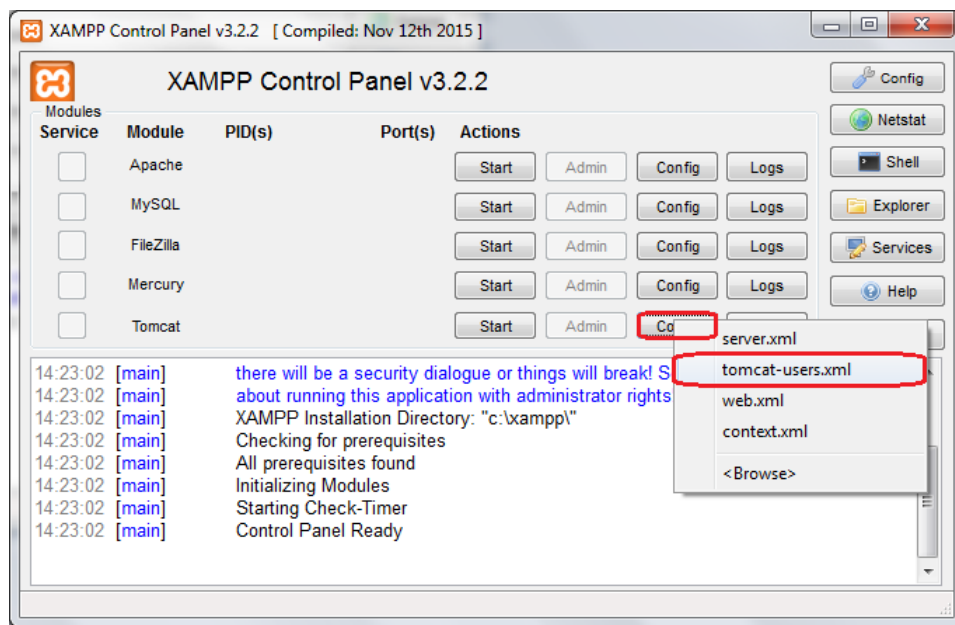 XAMPP Control Panel v3.2.2 [ Compiled: Nov 12th 2015 ]
XAMPP Control Panel v3.2.2
Config
Modules
Service Module PID(s) Port(s) Actions
Netstat
Apache Start Admin Config Logs
Shell
MySQL Start Admin Config Logs
Explorer
FileZilla Start Admin Config Logs
Services
Mercury Start Admin Config Logs
Help
Tomcat Start Admin Co
server.xml
tomcat-users.xml
web.xml
context.xml
<Browse>
14:23:02 [main] there will be a security dialogue or things will break! S
14:23:02 [main] about running this application with administrator rights
14:23:02 [main] XAMPP Installation Directory: "c:\xampp\"
14:23:02 [main] Checking for prerequisites
14:23:02 [main] All prerequisites found
14:23:02 [main] Initializing Modules
14:23:02 [main] Starting Check-Timer
14:23:02 [main] Control Panel Ready